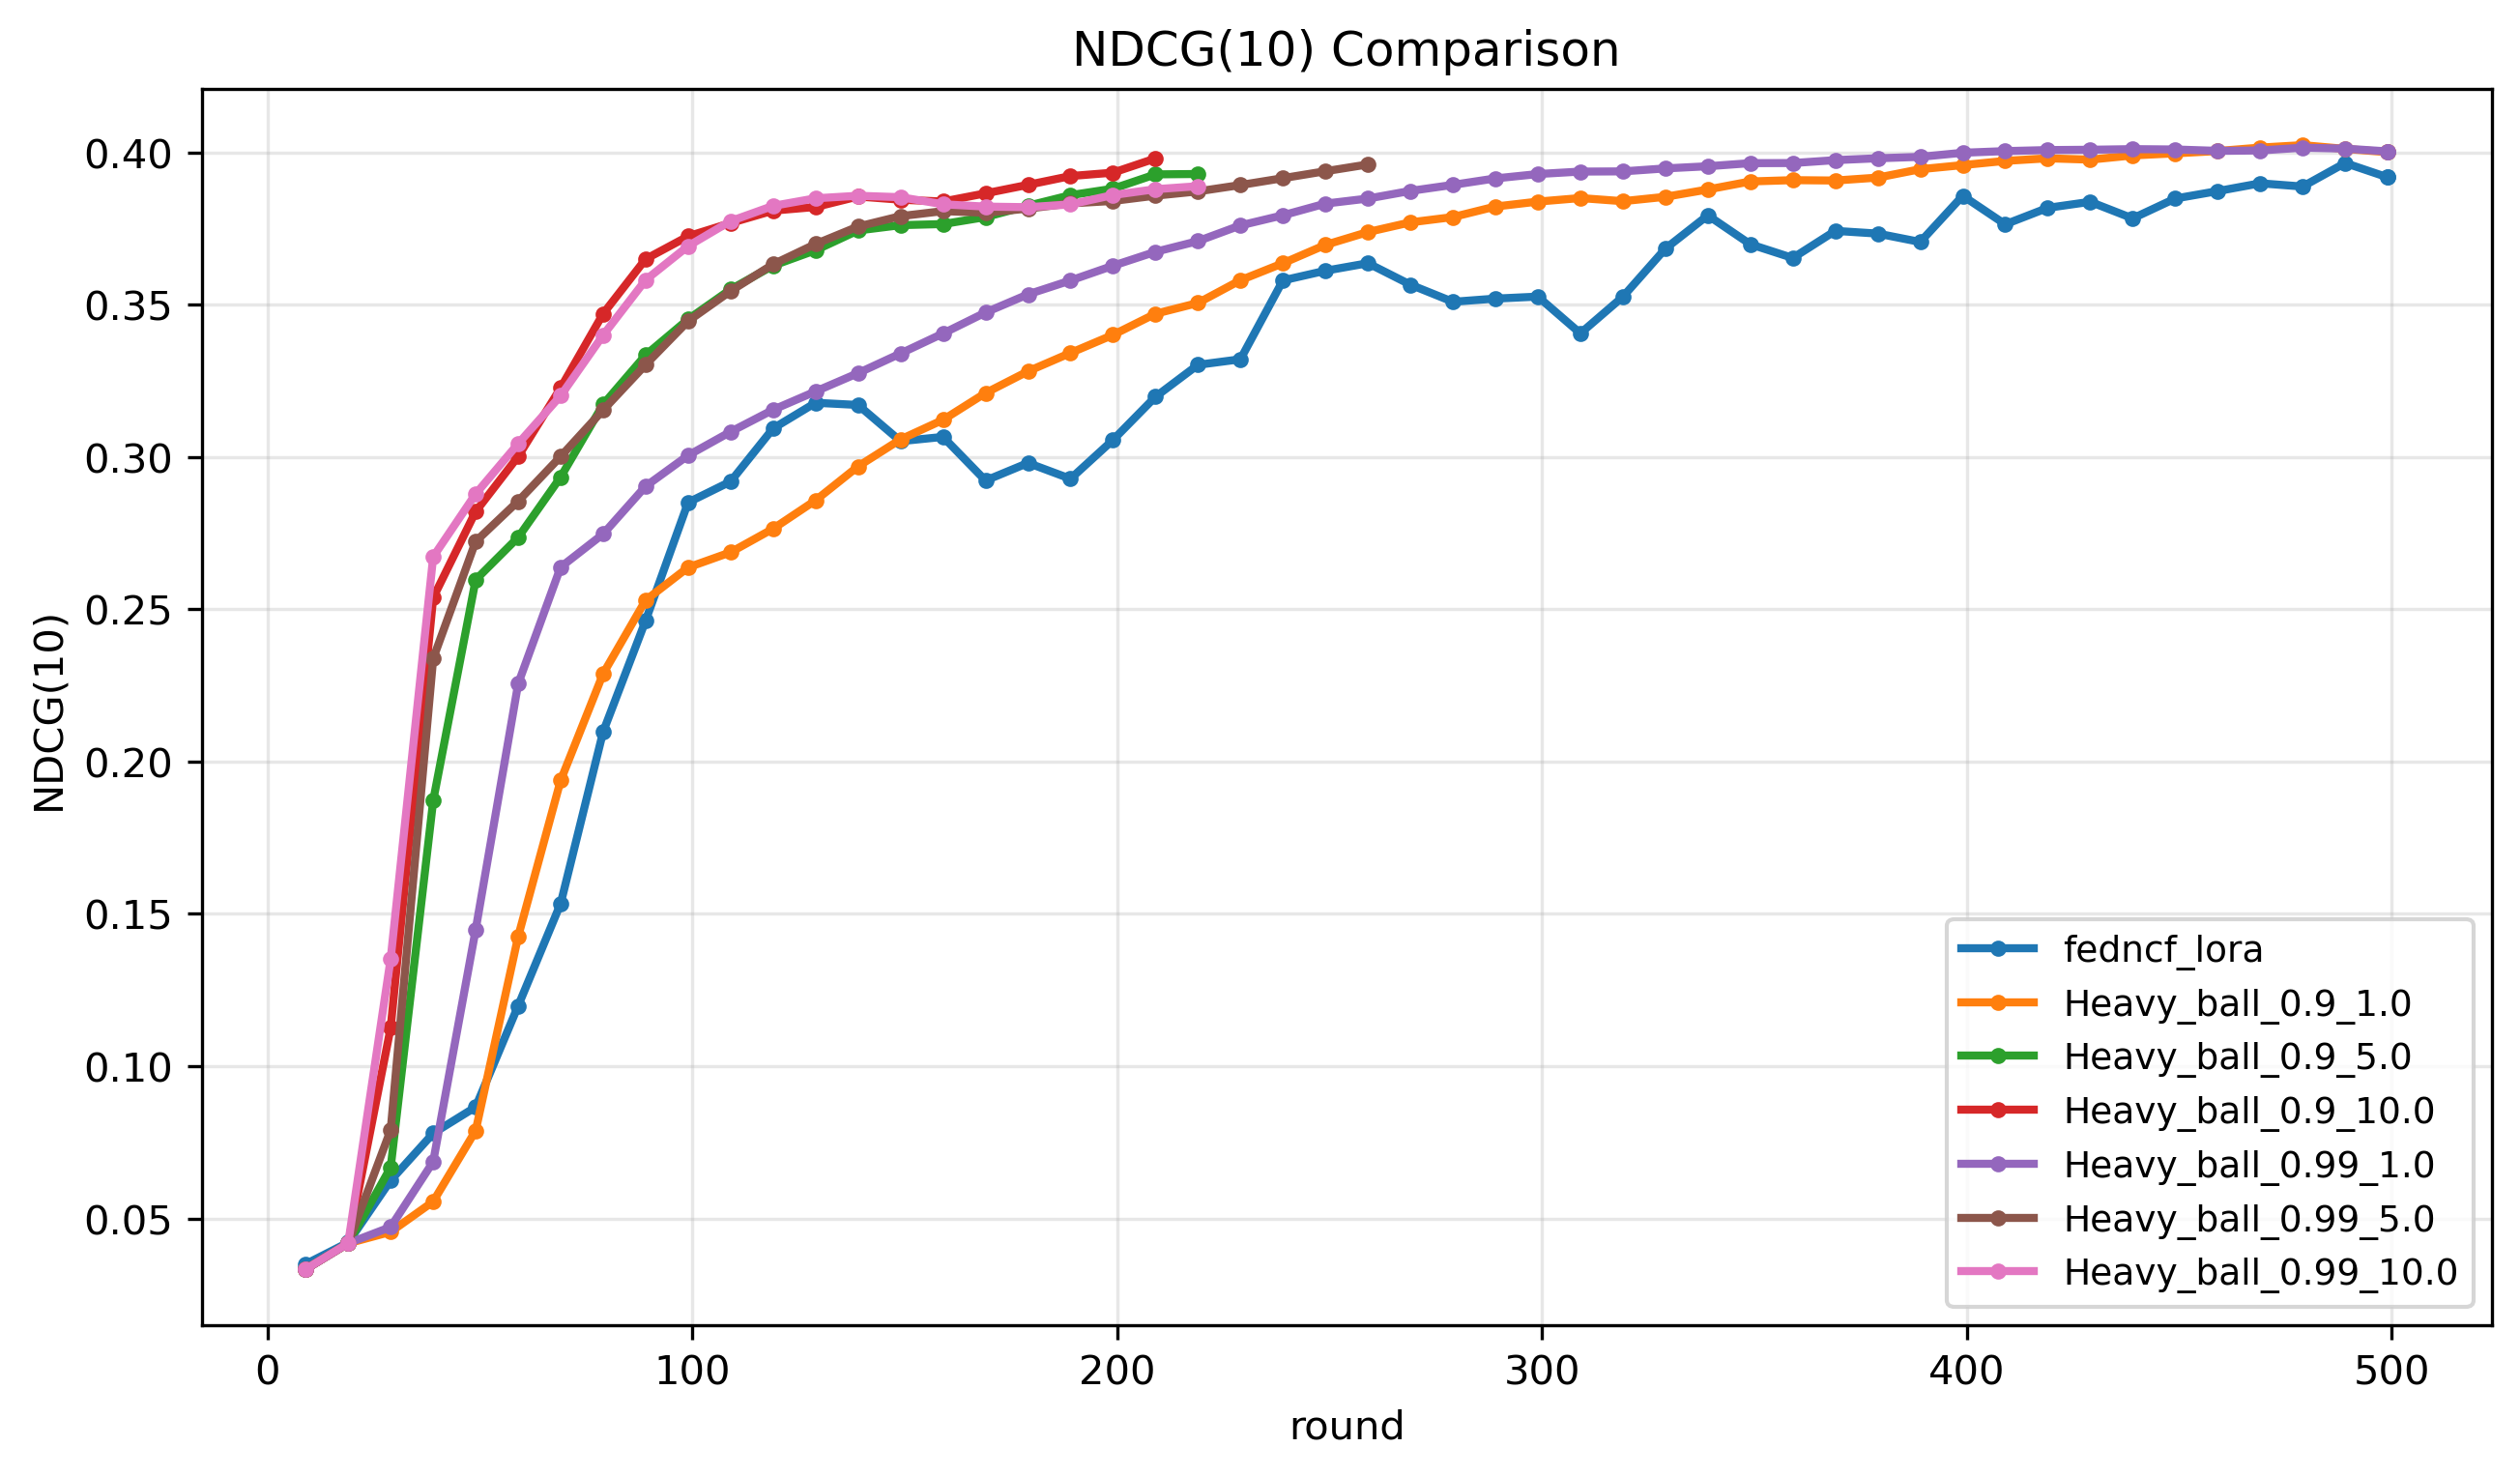 NDCG(10) Comparison
NDCG(10)
0.40
0.35
0.30
0.25
0.20
0.15
0.10
0.05
0 100 200 300 400 500
round
fedncf_lora
Heavy_ball_0.9_1.0
Heavy_ball_0.9_5.0
Heavy_ball_0.9_10.0
Heavy_ball_0.99_1.0
Heavy_ball_0.99_5.0
Heavy_ball_0.99_10.0